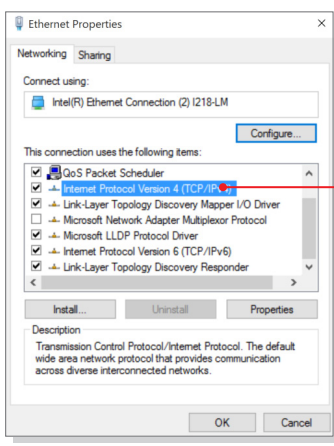 Ethernet Properties
Networking Sharing
Connect using:
Intel(R) Ethernet Connection (2) I218-LM
Configure...
This connection uses the following items:
QoS Packet Scheduler
Internet Protocol Version 4 (TCP/IPv4)
Link-Layer Topology Discovery Mapper I/O Driver
Microsoft Network Adapter Multiplexor Protocol
Microsoft LLDP Protocol Driver
Internet Protocol Version 6 (TCP/IPv6)
Link-Layer Topology Discovery Responder
Install... Uninstall Properties
Description
Transmission Control Protocol/Internet Protocol. The default
wide area network protocol that provides communication
across diverse interconnected networks.
OK Cancel